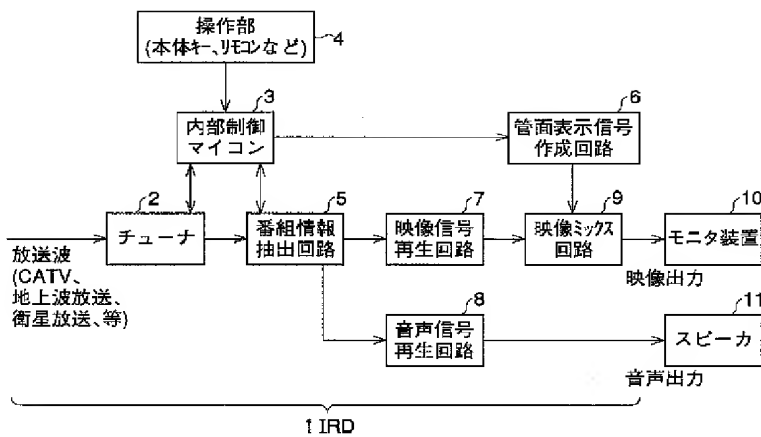 操作部
(本体キー、リモコンなど)
4
3
内部制御
マイコン
6
管面表示信号
作成回路
2
チューナ
5
番組情報
抽出回路
7
映像信号
再生回路
9
映像ミックス
回路
10
モニタ装置
放送波
(CATV、
地上波放送、
衛星放送、等)
映像出力
8
音声信号
再生回路
11
スピーカ
音声出力
1 IRD